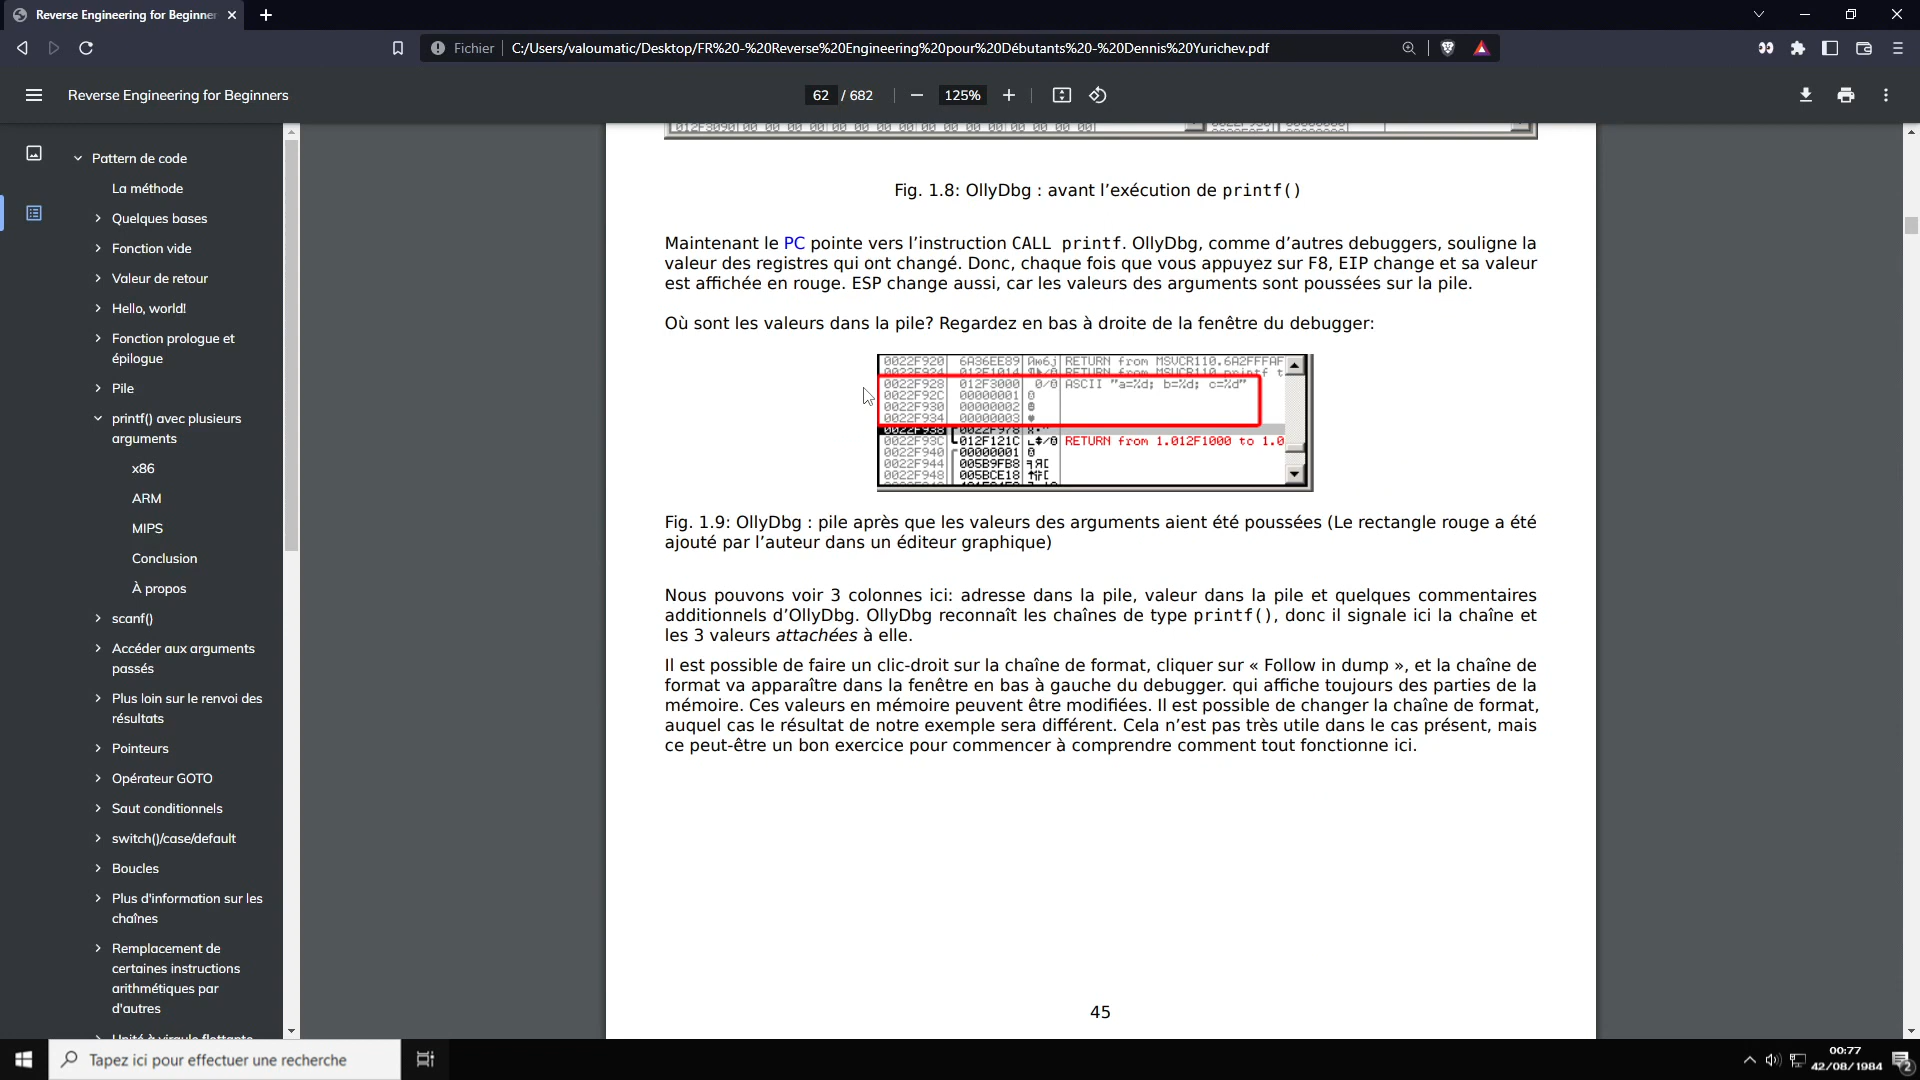 Reverse Engineering for Beginner
Fichier
C:/Users/valoumatic/Desktop/FR%20-%20Reverse%20Engineering%20pour%20Débutants%20-%20Dennis%20Yurichev.pdf
Reverse Engineering for Beginners
62 / 682
125%
Pattern de code
La méthode
Quelques bases
Fonction vide
Valeur de retour
Hello, world!
Fonction prologue et
épilogue
Pile
printf() avec plusieurs
arguments
x86
ARM
MIPS
Conclusion
À propos
scanf()
Accéder aux arguments
passés
Plus loin sur le renvoi des
résultats
Pointeurs
Opérateur GOTO
Saut conditionnels
switch()/case/default
Boucles
Plus d'information sur les
chaînes
Remplacement de
certaines instructions
arithmétiques par
d'autres
Unité à virgule flottante
Fig. 1.8: OllyDbg : avant l’exécution de printf()
Maintenant le PC pointe vers l’instruction CALL printf. OllyDbg, comme d’autres debuggers, souligne la
valeur des registres qui ont changé. Donc, chaque fois que vous appuyez sur F8, EIP change et sa valeur
est affichée en rouge. ESP change aussi, car les valeurs des arguments sont poussées sur la pile.
Où sont les valeurs dans la pile? Regardez en bas à droite de la fenêtre du debugger:
0022F920 6A36EE89 RETURN from MSVCR110.6A2FFFAF
0022F924 012F1014 RETURN from MSVCR110.printf t
0022F928 012F3000 ASCII "a=%d; b=%d; c=%d"
0022F92C 00000001
0022F930 00000002
0022F934 00000003
0022F938 0022F978
0022F93C 012F121C RETURN from 1.012F1000 to 1.0
0022F940 00000001
0022F944 005B9FB8
0022F948 005BCE18
Fig. 1.9: OllyDbg : pile après que les valeurs des arguments aient été poussées (Le rectangle rouge a été
ajouté par l’auteur dans un éditeur graphique)
Nous pouvons voir 3 colonnes ici: adresse dans la pile, valeur dans la pile et quelques commentaires
additionnels d’OllyDbg. OllyDbg reconnaît les chaînes de type printf(), donc il signale ici la chaîne et
les 3 valeurs attachées à elle.
Il est possible de faire un clic-droit sur la chaîne de format, cliquer sur « Follow in dump », et la chaîne de
format va apparaître dans la fenêtre en bas à gauche du debugger. qui affiche toujours des parties de la
mémoire. Ces valeurs en mémoire peuvent être modifiées. Il est possible de changer la chaîne de format,
auquel cas le résultat de notre exemple sera différent. Cela n’est pas très utile dans le cas présent, mais
ce peut-être un bon exercice pour commencer à comprendre comment tout fonctionne ici.
45
Tapez ici pour effectuer une recherche
00:77
42/08/1984
2